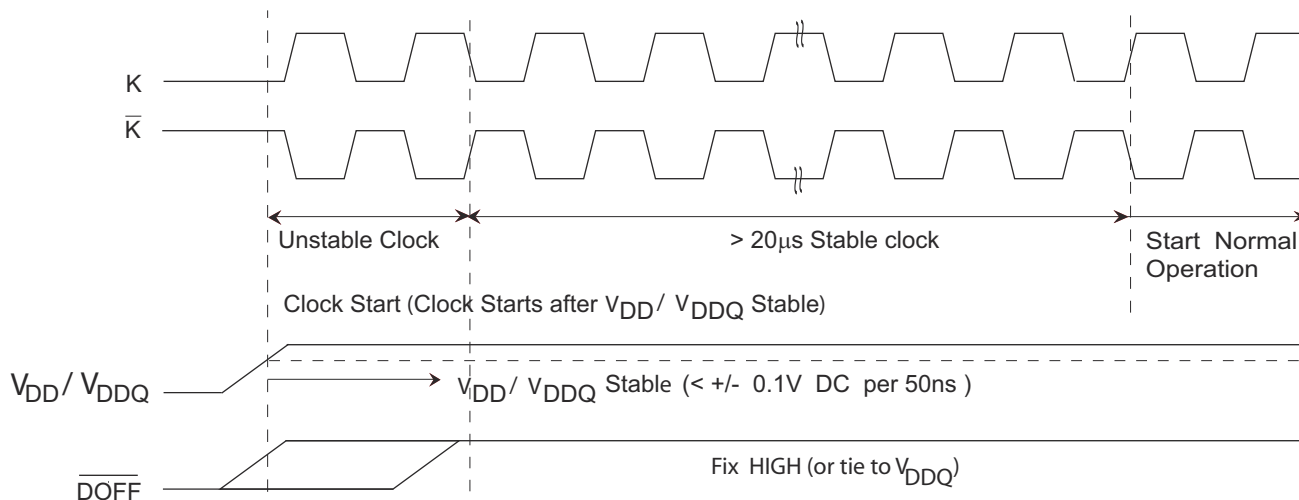 K
K̅
Unstable Clock
> 20μs Stable clock
Start Normal
Operation
Clock Start (Clock Starts after VDD/ VDDQ Stable)
VDD/ VDDQ
VDD/ VDDQ Stable (< +/- 0.1V DC per 50ns )
Fix HIGH (or tie to VDDQ)
D̅O̅F̅F̅